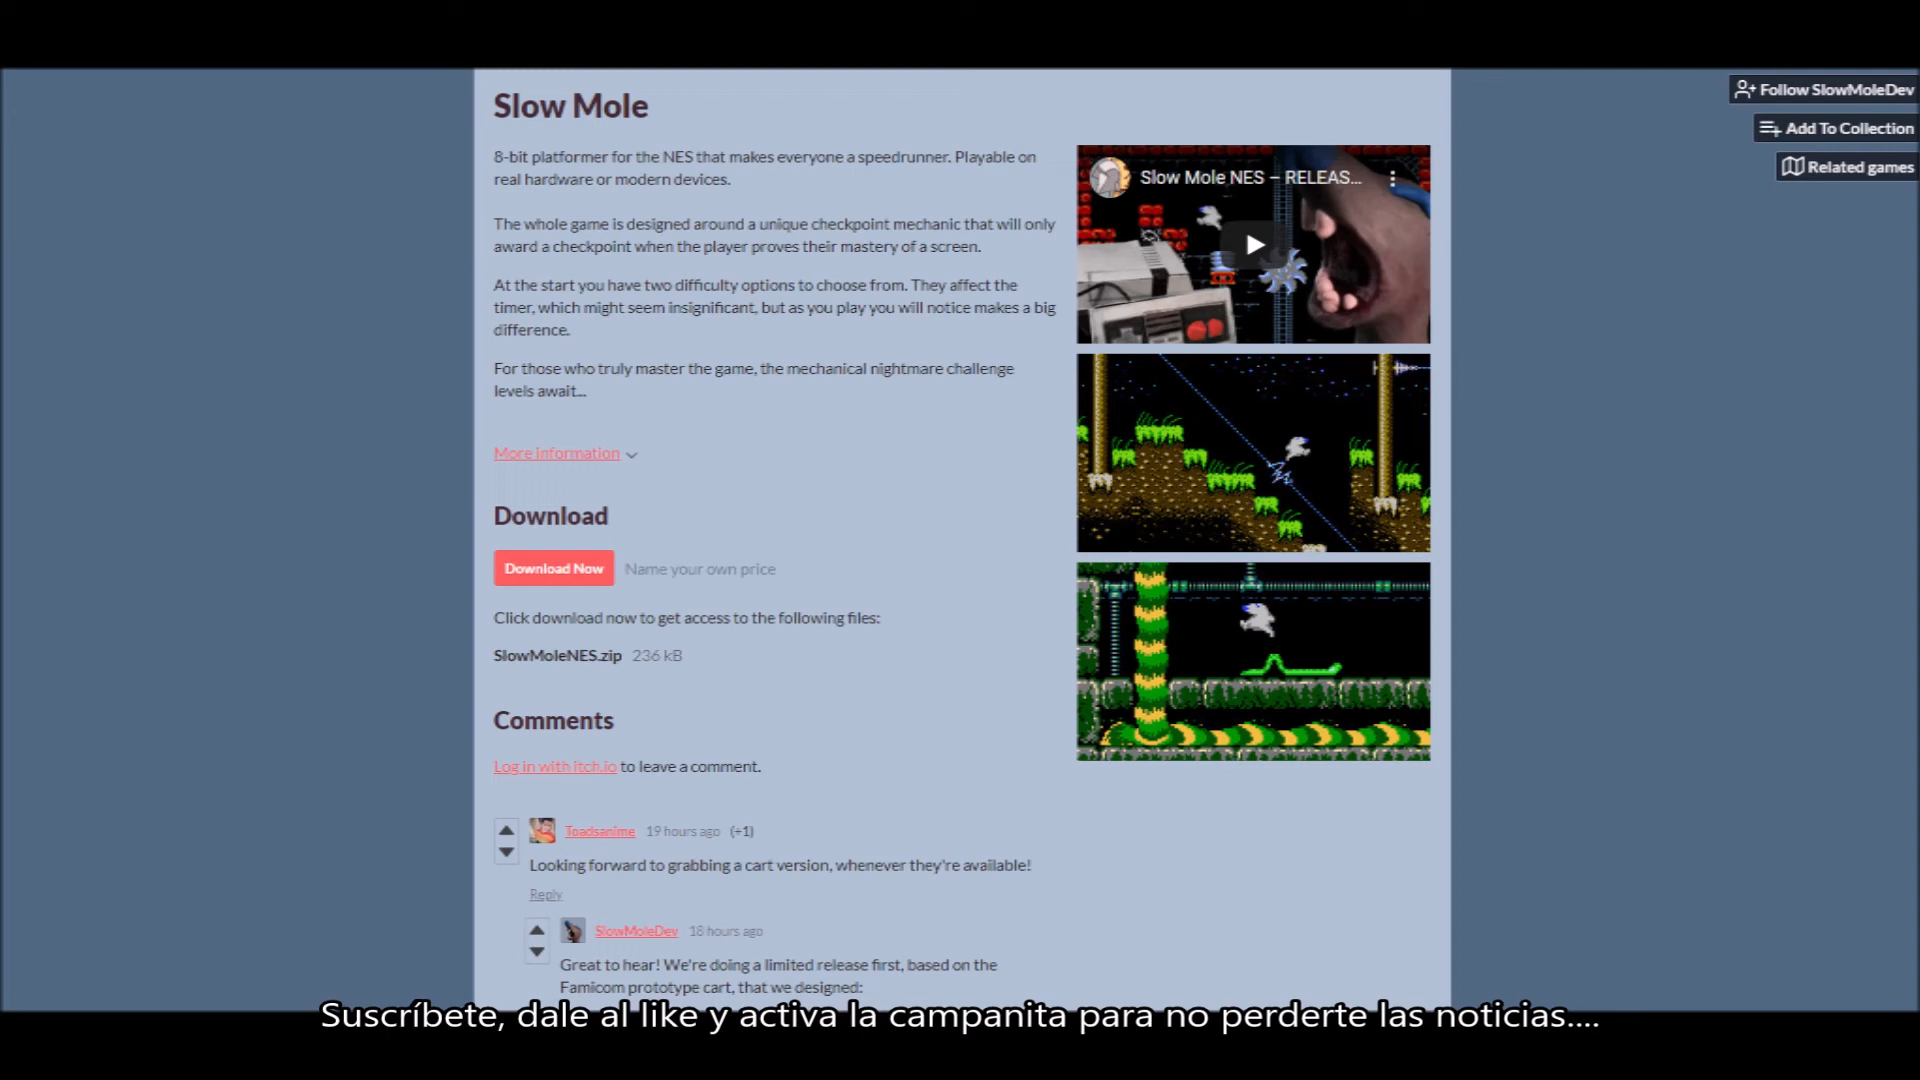 Slow Mole
8-bit platformer for the NES that makes everyone a speedrunner. Playable on
real hardware or modern devices.
The whole game is designed around a unique checkpoint mechanic that will only
award a checkpoint when the player proves their mastery of a screen.
At the start you have two difficulty options to choose from. They affect the
timer, which might seem insignificant, but as you play you will notice makes a big
difference.
For those who truly master the game, the mechanical nightmare challenge
levels await...
More information
Download
Download Now Name your own price
Click download now to get access to the following files:
SlowMoleNES.zip 236 kB
Comments
Log in with itch.io to leave a comment.
Toadsanime 19 hours ago (+1)
Looking forward to grabbing a cart version, whenever they're available!
Reply
SlowMoleDev 18 hours ago
Great to hear! We're doing a limited release first, based on the
Famicom prototype cart, that we designed:
Slow Mole NES – RELEAS...
Follow SlowMoleDev
Add To Collection
Related games
Suscríbete, dale al like y activa la campanita para no perderte las noticias....